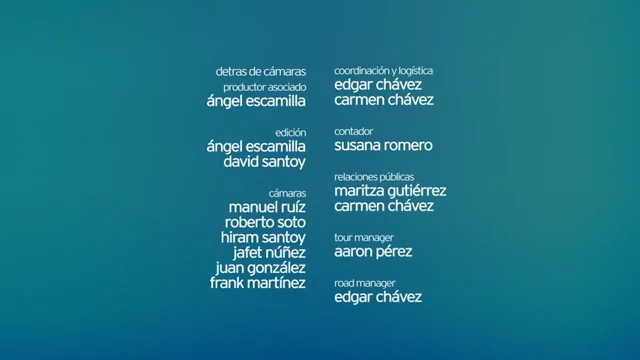 detras de cámaras
productor asociado
ángel escamilla
edición
ángel escamilla
david santoy
cámaras
manuel ruíz
roberto soto
hiram santoy
jafet núñez
juan gonzález
frank martínez
coordinación y logística
edgar chávez
carmen chávez
contador
susana romero
relaciones públicas
maritza gutiérrez
carmen chávez
tour manager
aaron pérez
road manager
edgar chávez